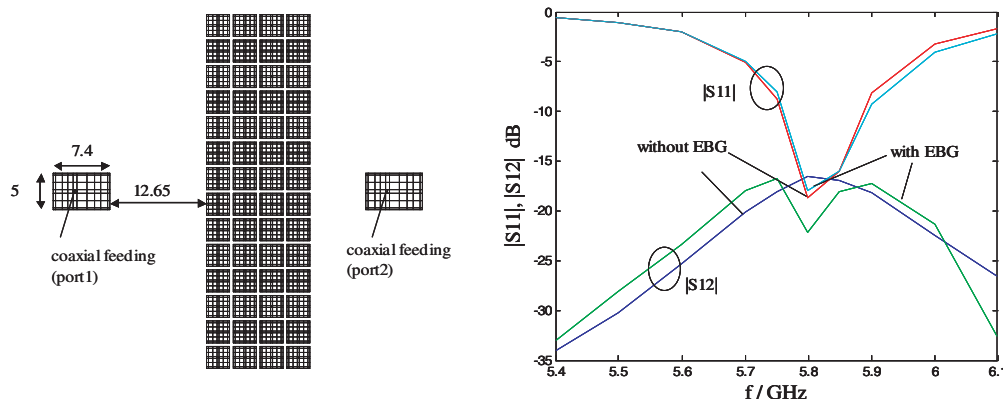 7.4
5
12.65
coaxial feeding
(port1)
coaxial feeding
(port2)
|S11|, |S12| dB
0
-5
-10
-15
-20
-25
-30
-35
|S11|
without EBG
with EBG
|S12|
5.4
5.5
5.6
5.7
5.8
5.9
6
6.1
f / GHz